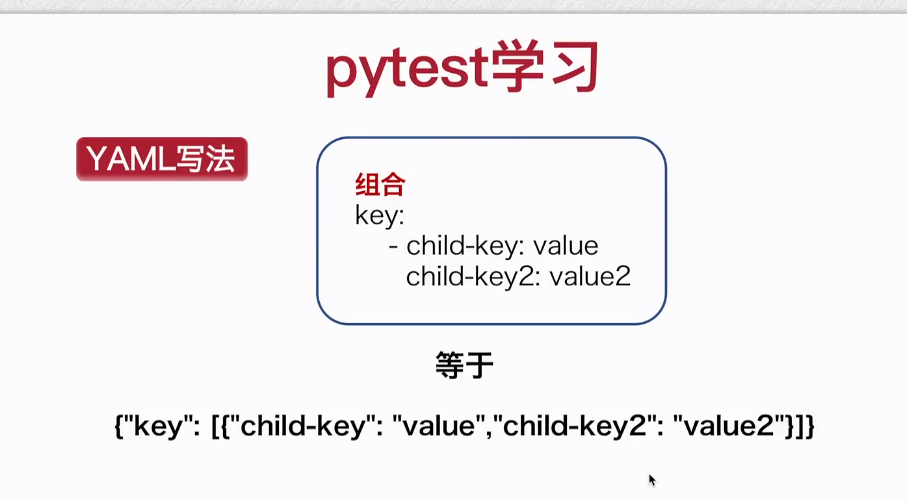 pytest学习
YAML写法
组合
key:
- child-key: value
child-key2: value2
等于
{"key": [{"child-key": "value","child-key2": "value2"}]}